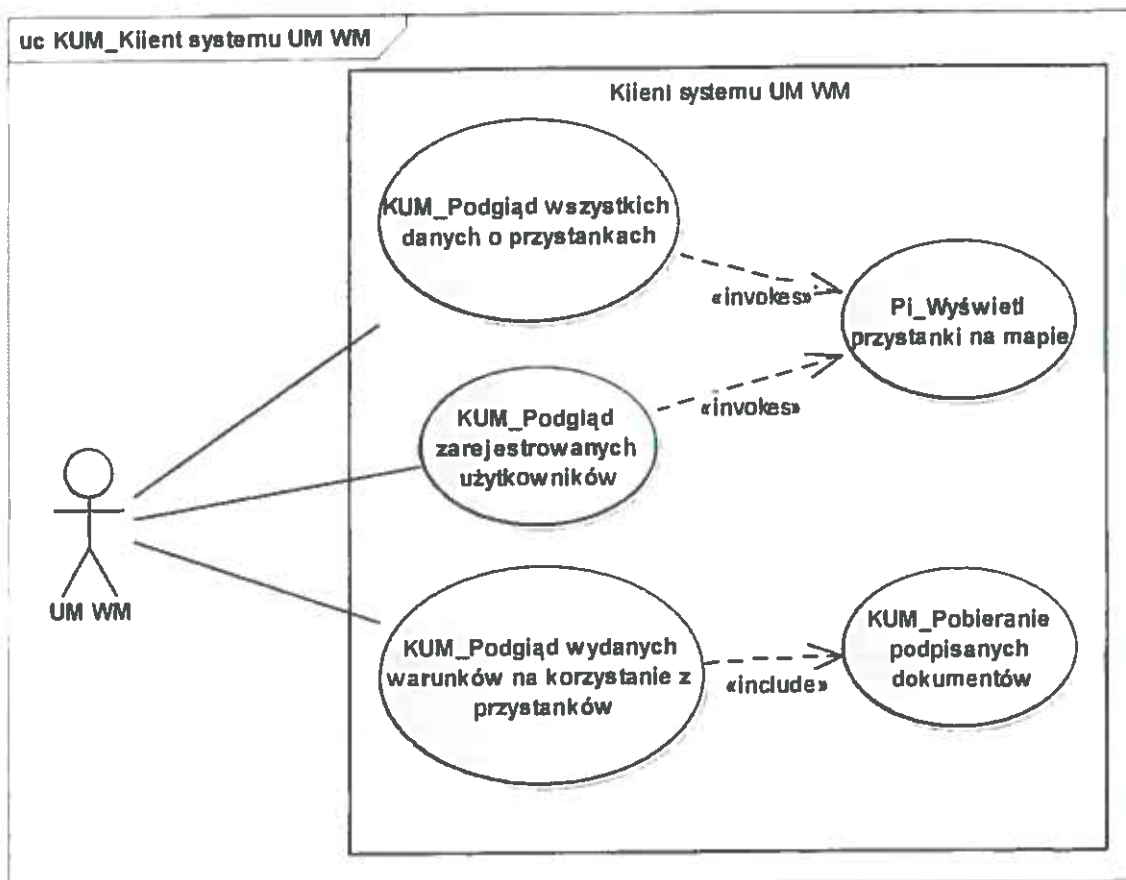 uc KUM_Klient systemu UM WM
Klient systemu UM WM
KUM_Podgląd wszystkich
danych o przystankach
«invokes»
Pi_Wyświetl
przystanki na mapie
KUM_Podgląd
zarejestrowanych
użytkowników
«invokes»
UM WM
KUM_Podgląd wydanych
warunków na korzystanie z
przystanków
«include»
KUM_Pobieranie
podpisanych
dokumentów